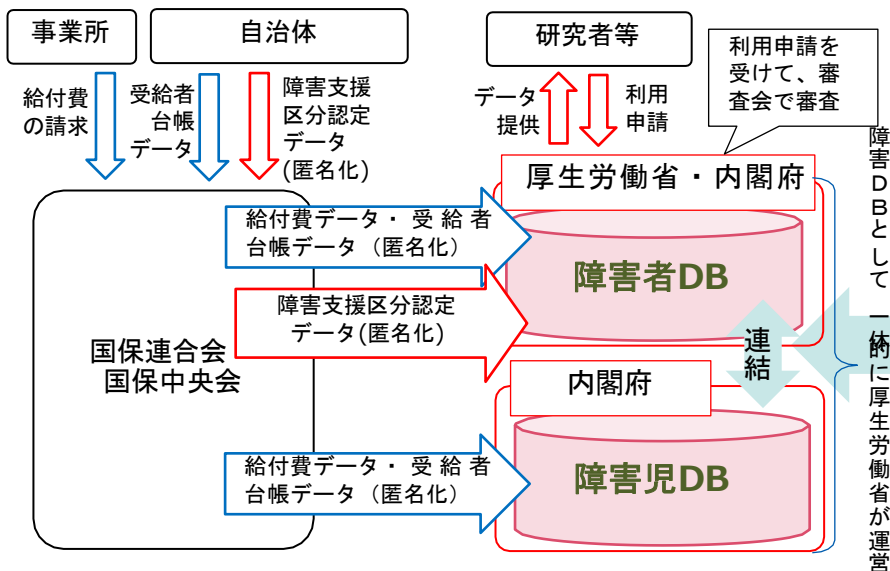 事業所
自治体
研究者等
利用申請を
受けて、審
査会で審査
給付費
の請求
受給者
台帳
データ
障害支援
区分認定
データ
(匿名化)
データ
提供
利用
申請
厚生労働省・内閣府
給付費データ・受給者
台帳データ（匿名化）
障害者DB
障害支援区分認定
データ(匿名化)
国保連合会
国保中央会
連結
内閣府
給付費データ・受給者
台帳データ（匿名化）
障害児DB
障害ＤＢとして一体的に厚生労働省が運営